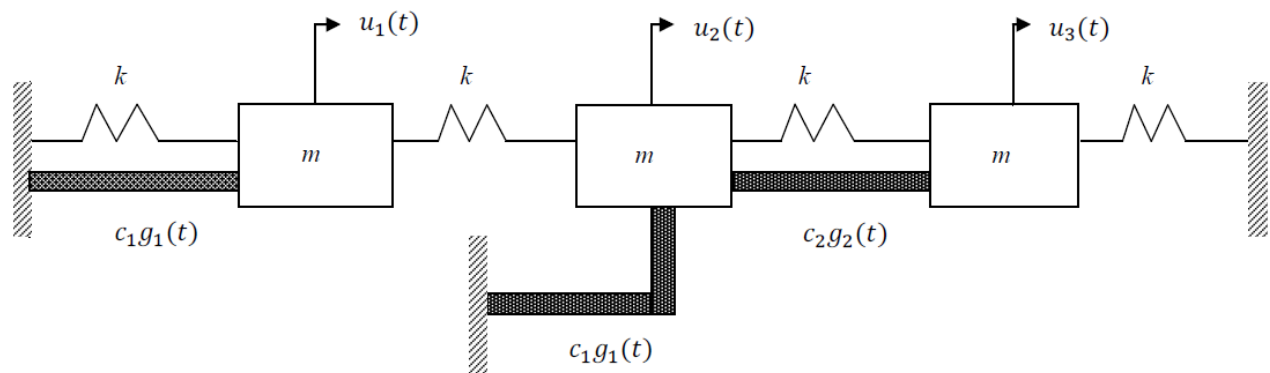 u₁(t) u₂(t) u₃(t)
k k k k
m m m
c₁g₁(t) c₂g₂(t)
c₁g₁(t)